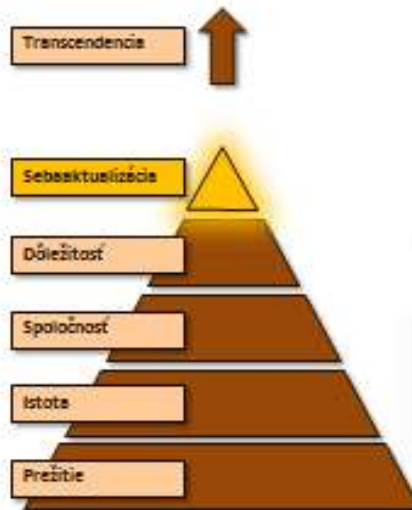 Transcendencia
Sebaaktualizácia
Dôležitosť
Spoločnosť
Istota
Prežitie